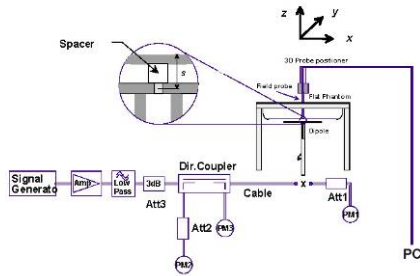 z
y
x
Spacer
s
3D Probe positioner
Field probe
Flat Phantom
Dipole
Dir.Coupler
Signal
Generato
Amp
Low
Pass
3dB
Att3
Cable
x
Att1
Att2
PM3
PM1
PM2
PC